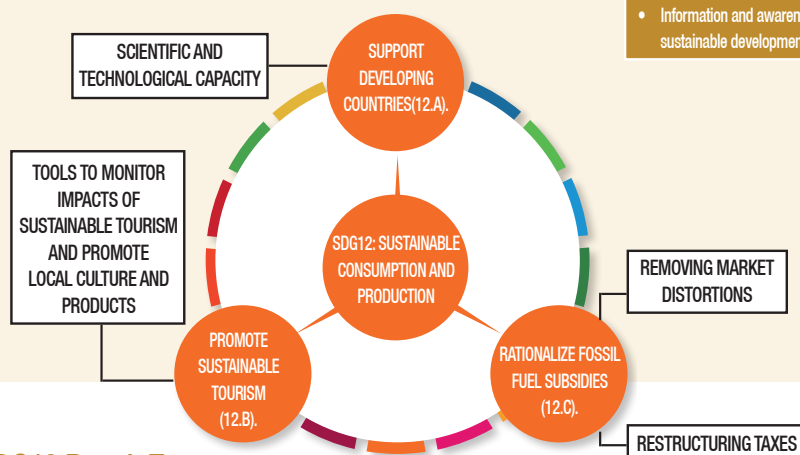 Information and
sustainable
SCIENTIFIC AND
TECHNOLOGICAL CAPACITY
SUPPORT
DEVELOPING
COUNTRIES(12.A).
TOOLS TO MONITOR
IMPACTS OF
SUSTAINABLE TOURISM
AND PROMOTE
LOCAL CULTURE AND
PRODUCTS
SDG12: SUSTAINABLE
CONSUMPTION AND
PRODUCTION
REMOVING MARKET
DISTORTIONS
PROMOTE
SUSTAINABLE
TOURISM
(12.B).
RATIONALIZE FOSSIL
FUEL SUBSIDIES
(12.C).
RESTRUCTURING TAXES